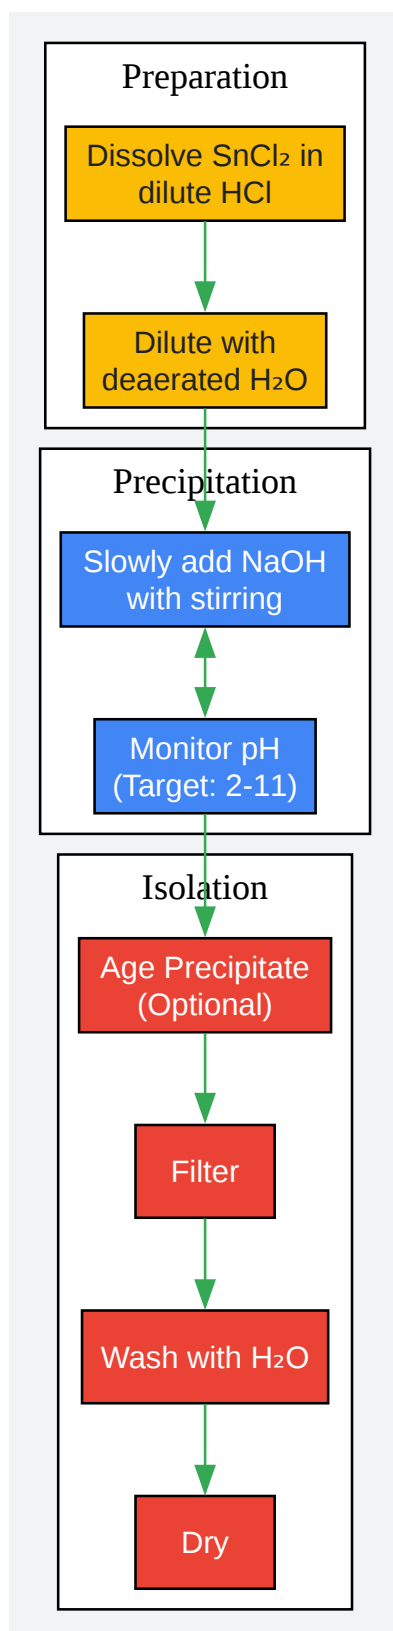 Preparation
Dissolve SnCl₂ in
dilute HCl
Dilute with
deaerated H₂O
Precipitation
Slowly add NaOH
with stirring
Monitor pH
(Target: 2-11)
Isolation
Age Precipitate
(Optional)
Filter
Wash with H₂O
Dry